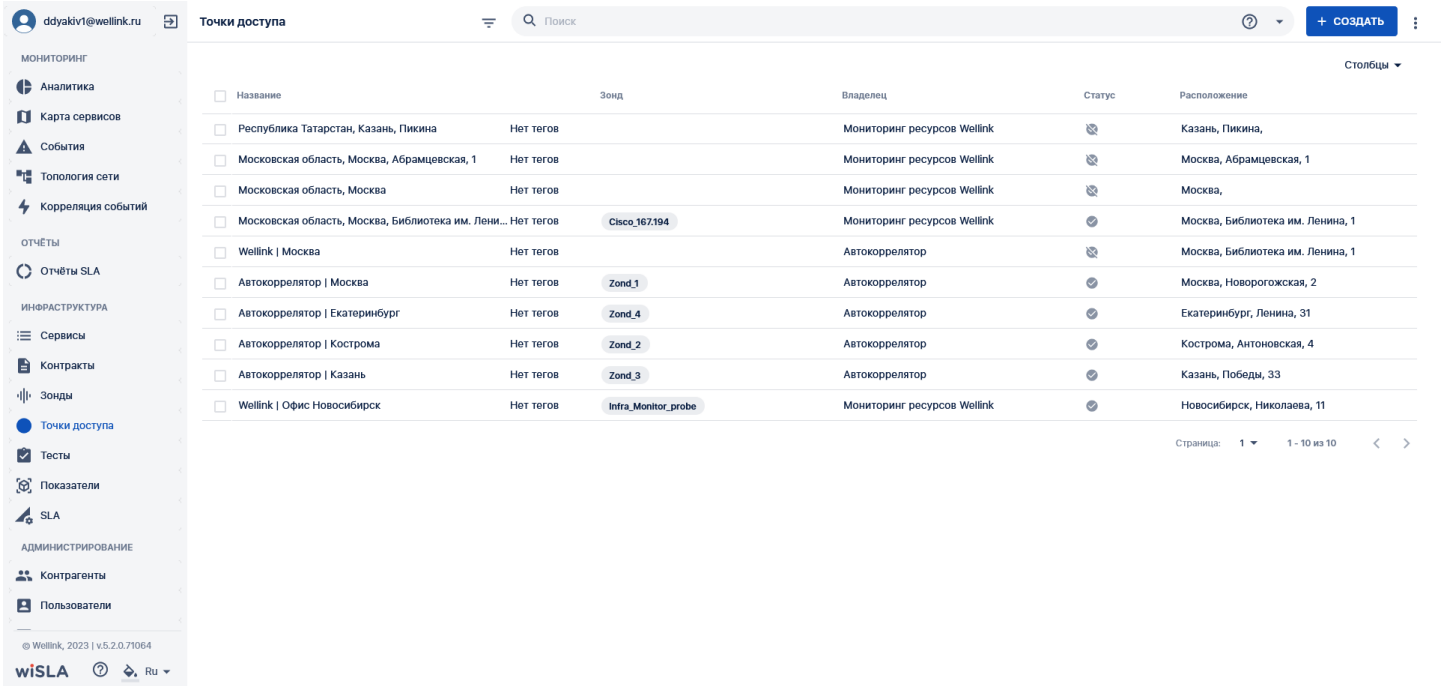 ddyakiv1@wellink.ru
МОНИТОРИНГ
Аналитика
Карта сервисов
События
Топология сети
Корреляция событий
ОТЧЁТЫ
Отчёты SLA
ИНФРАСТРУКТУРА
Сервисы
Контракты
Зонды
Точки доступа
Тесты
Показатели
SLA
АДМИНИСТРИРОВАНИЕ
Контрагенты
Пользователи
© Wellink, 2023 | v.5.2.0.71064
wiSLA Ru
Точки доступа Поиск + СОЗДАТЬ
Столбцы
Название Зонд Владелец Статус Расположение
Республика Татарстан, Казань, Пикина Нет тегов Мониторинг ресурсов Wellink Казань, Пикина,
Московская область, Москва, Абрамцевская, 1 Нет тегов Мониторинг ресурсов Wellink Москва, Абрамцевская, 1
Московская область, Москва Нет тегов Мониторинг ресурсов Wellink Москва,
Московская область, Москва, Библиотека им. Лени... Нет тегов Cisco_167.194 Мониторинг ресурсов Wellink Москва, Библиотека им. Ленина, 1
Wellink | Москва Нет тегов Автокоррелятор Москва, Библиотека им. Ленина, 1
Автокоррелятор | Москва Нет тегов Zond_1 Автокоррелятор Москва, Новорогожская, 2
Автокоррелятор | Екатеринбург Нет тегов Zond_4 Автокоррелятор Екатеринбург, Ленина, 31
Автокоррелятор | Кострома Нет тегов Zond_2 Автокоррелятор Кострома, Антоновская, 4
Автокоррелятор | Казань Нет тегов Zond_3 Автокоррелятор Казань, Победы, 33
Wellink | Офис Новосибирск Нет тегов Infra_Monitor_probe Мониторинг ресурсов Wellink Новосибирск, Николаева, 11
Страница: 1 1 - 10 из 10